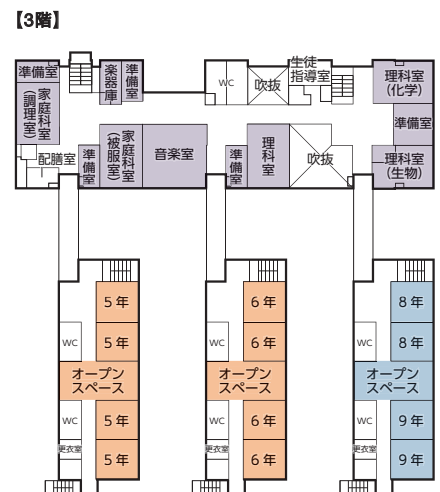 【3階】
準備室
楽器庫
準備室
WC
吹抜
生徒
指導室
理科室
（化学）
家庭科室
（調理室）
準備室
配膳室
準備室
家庭科室
（被服室）
音楽室
準備室
理科室
吹抜
理科室
（生物）
5年
6年
8年
WC
5年
WC
6年
WC
8年
オープン
スペース
オープン
スペース
オープン
スペース
WC
5年
WC
6年
WC
9年
更衣室
5年
更衣室
6年
更衣室
9年